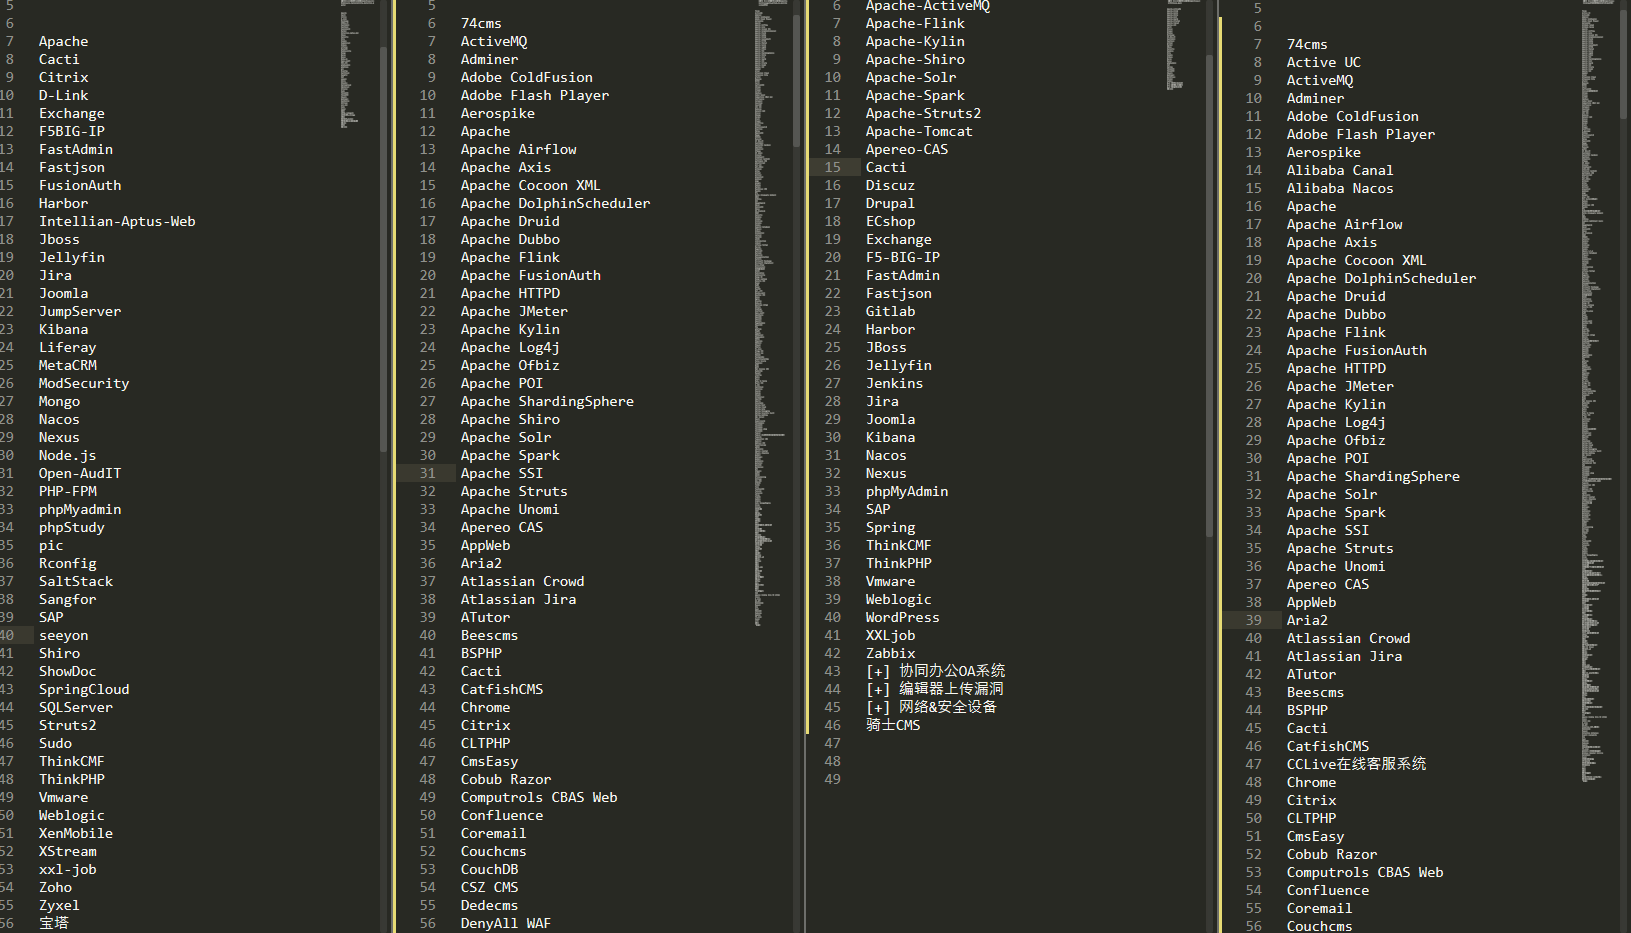 5
6
7 Apache
8 Cacti
9 Citrix
10 D-Link
11 Exchange
12 F5BIG-IP
13 FastAdmin
14 Fastjson
15 FusionAuth
16 Harbor
17 Intellian-Aptus-Web
18 Jboss
19 Jellyfin
20 Jira
21 Joomla
22 JumpServer
23 Kibana
24 Liferay
25 MetaCRM
26 ModSecurity
27 Mongo
28 Nacos
29 Nexus
30 Node.js
31 Open-AudIT
32 PHP-FPM
33 phpMyadmin
34 phpStudy
35 pic
36 Rconfig
37 SaltStack
38 Sangfor
39 SAP
40 seeyon
41 Shiro
42 ShowDoc
43 SpringCloud
44 SQLServer
45 Struts2
46 Sudo
47 ThinkCMF
48 ThinkPHP
49 Vmware
50 Weblogic
51 XenMobile
52 XStream
53 xxl-job
54 Zoho
55 Zyxel
56 宝塔
5
6 74cms
7 ActiveMQ
8 Adminer
9 Adobe ColdFusion
10 Adobe Flash Player
11 Aerospike
12 Apache
13 Apache Airflow
14 Apache Axis
15 Apache Cocoon XML
16 Apache DolphinScheduler
17 Apache Druid
18 Apache Dubbo
19 Apache Flink
20 Apache FusionAuth
21 Apache HTTPD
22 Apache JMeter
23 Apache Kylin
24 Apache Log4j
25 Apache Ofbiz
26 Apache POI
27 Apache ShardingSphere
28 Apache Shiro
29 Apache Solr
30 Apache Spark
31 Apache SSI
32 Apache Struts
33 Apache Unomi
34 Apereo CAS
35 AppWeb
36 Aria2
37 Atlassian Crowd
38 Atlassian Jira
39 ATutor
40 Beescms
41 BSPHP
42 Cacti
43 CatfishCMS
44 Chrome
45 Citrix
46 CLTPHP
47 CmsEasy
48 Cobub Razor
49 Computrols CBAS Web
50 Confluence
51 Coremail
52 Couchcms
53 CouchDB
54 CSZ CMS
55 Dedecms
56 DenyAll WAF
6 Apache-ActiveMQ
7 Apache-Flink
8 Apache-Kylin
9 Apache-Shiro
10 Apache-Solr
11 Apache-Spark
12 Apache-Struts2
13 Apache-Tomcat
14 Apereo-CAS
15 Cacti
16 Discuz
17 Drupal
18 ECshop
19 Exchange
20 F5-BIG-IP
21 FastAdmin
22 Fastjson
23 Gitlab
24 Harbor
25 JBoss
26 Jellyfin
27 Jenkins
28 Jira
29 Joomla
30 Kibana
31 Nacos
32 Nexus
33 phpMyAdmin
34 SAP
35 Spring
36 ThinkCMF
37 ThinkPHP
38 Vmware
39 Weblogic
40 WordPress
41 XXLjob
42 Zabbix
43 [+] 协同办公OA系统
44 [+] 编辑器上传漏洞
45 [+] 网络&安全设备
46 骑士CMS
47
48
49
5
6
7 74cms
8 Active UC
9 ActiveMQ
10 Adminer
11 Adobe ColdFusion
12 Adobe Flash Player
13 Aerospike
14 Alibaba Canal
15 Alibaba Nacos
16 Apache
17 Apache Airflow
18 Apache Axis
19 Apache Cocoon XML
20 Apache DolphinScheduler
21 Apache Druid
22 Apache Dubbo
23 Apache Flink
24 Apache FusionAuth
25 Apache HTTPD
26 Apache JMeter
27 Apache Kylin
28 Apache Log4j
29 Apache Ofbiz
30 Apache POI
31 Apache ShardingSphere
32 Apache Solr
33 Apache Spark
34 Apache SSI
35 Apache Struts
36 Apache Unomi
37 Apereo CAS
38 AppWeb
39 Aria2
40 Atlassian Crowd
41 Atlassian Jira
42 ATutor
43 Beescms
44 BSPHP
45 Cacti
46 CatfishCMS
47 CCLive在线客服系统
48 Chrome
49 Citrix
50 CLTPHP
51 CmsEasy
52 Cobub Razor
53 Computrols CBAS Web
54 Confluence
55 Coremail
56 Couchcms